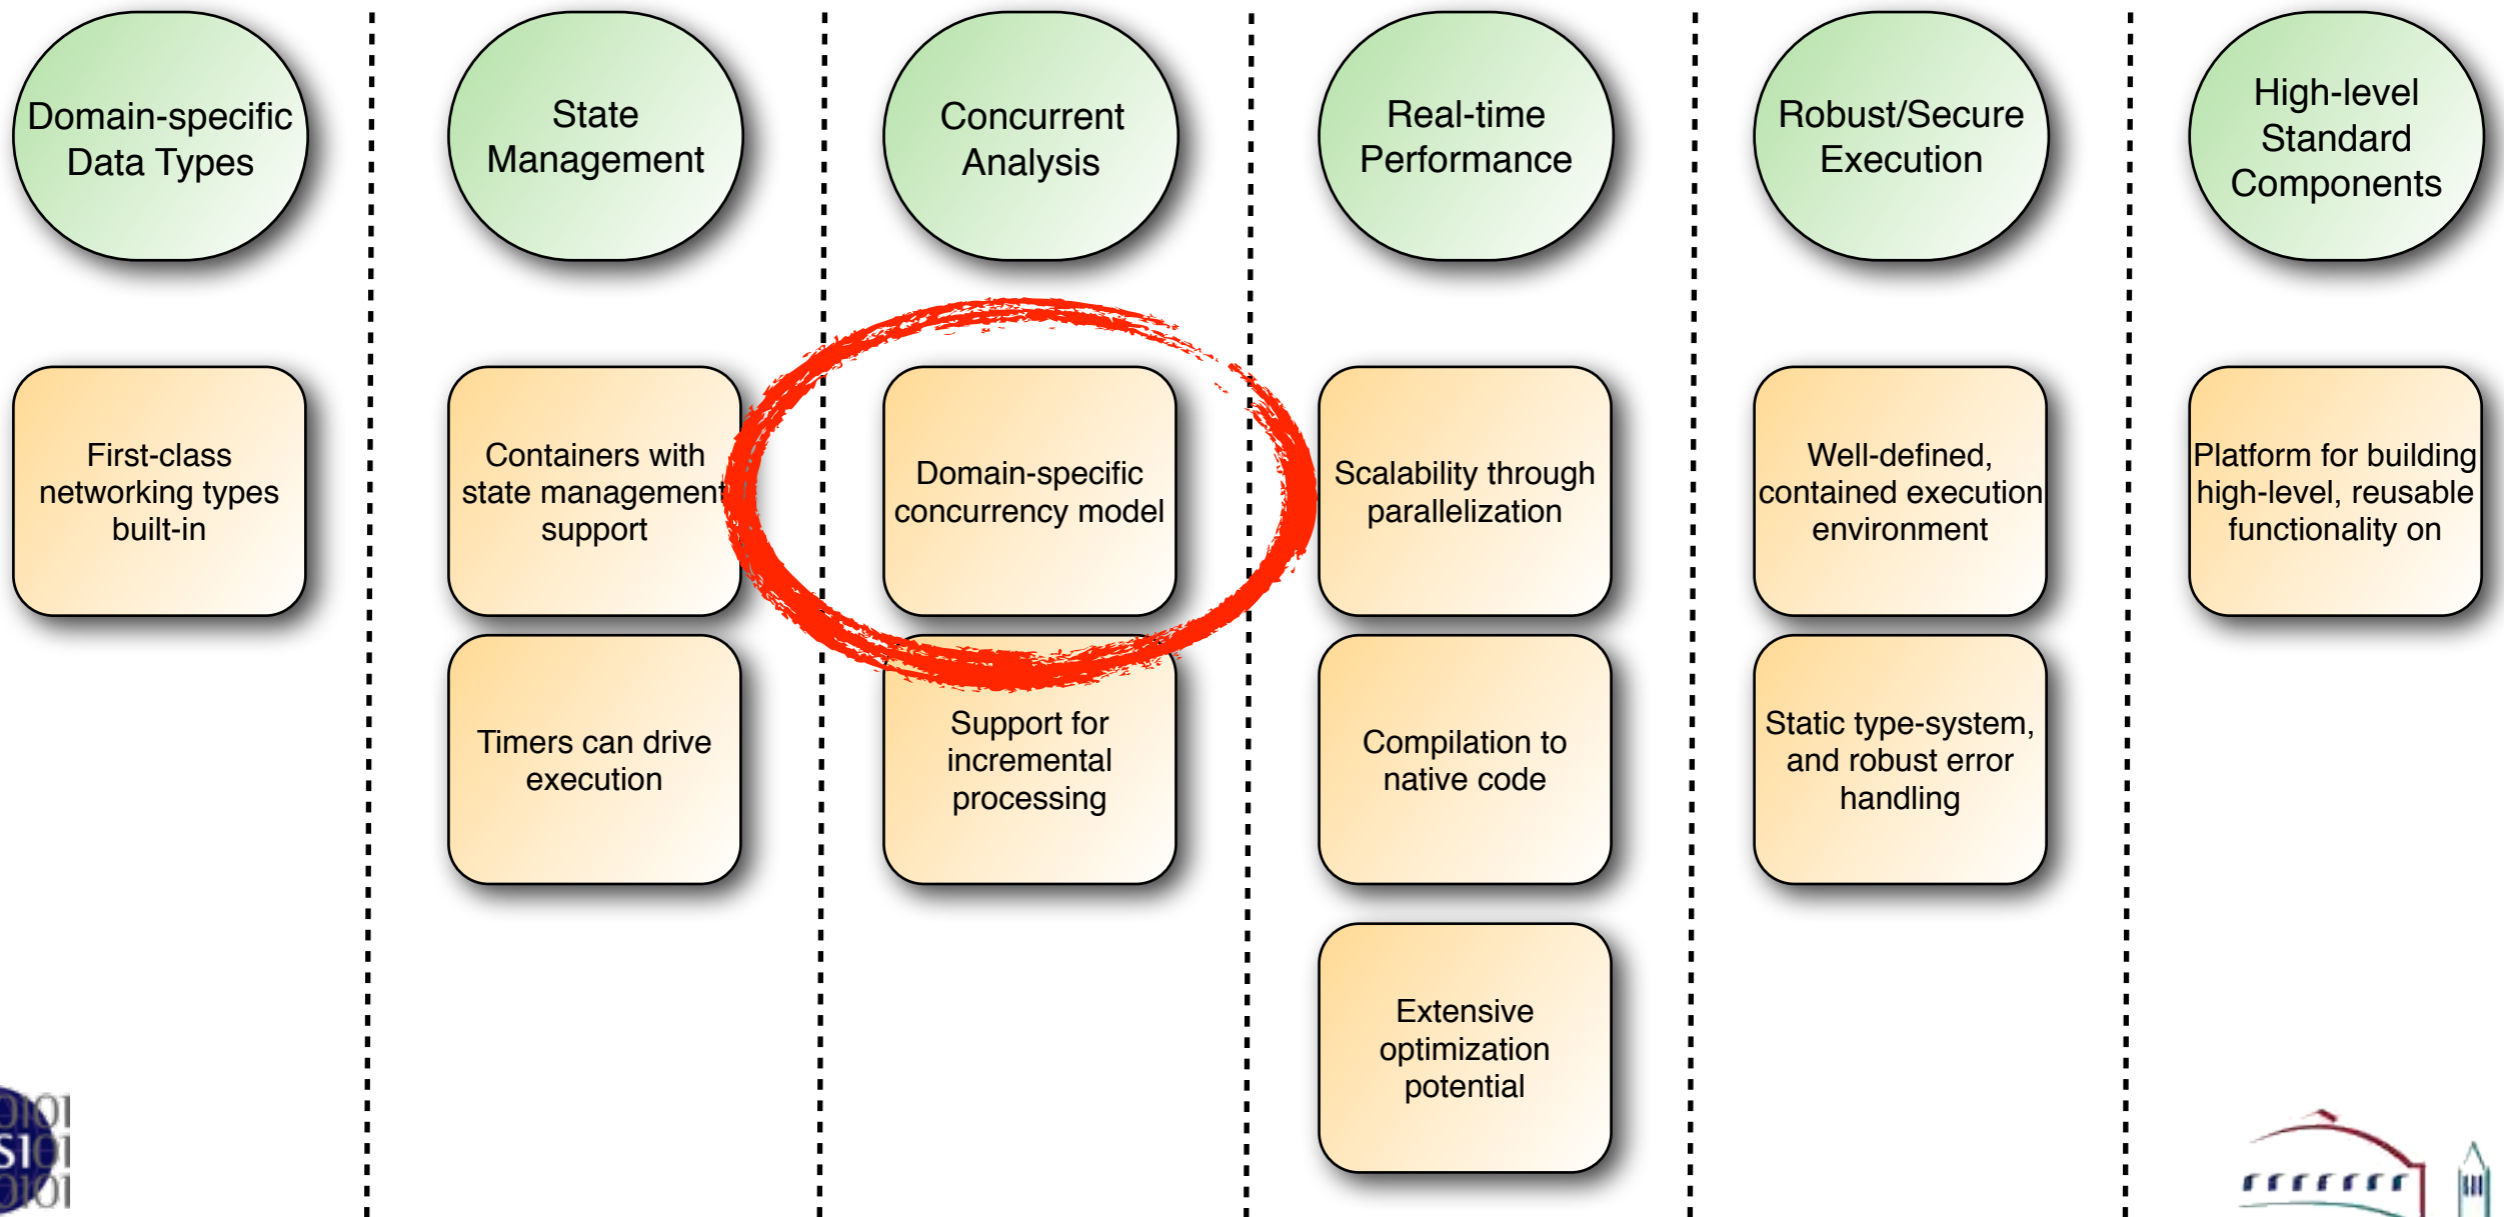 Domain-specific
Data Types
State
Management
Concurrent
Analysis
Real-time
Performance
Robust/Secure
Execution
High-level
Standard
Components
First-class
networking types
built-in
Containers with
state management
support
Domain-specific
concurrency model
Scalability through
parallelization
Well-defined,
contained execution
environment
Platform for building
high-level, reusable
functionality on
Timers can drive
execution
Support for
incremental
processing
Compilation to
native code
Static type-system,
and robust error
handling
Extensive
optimization
potential